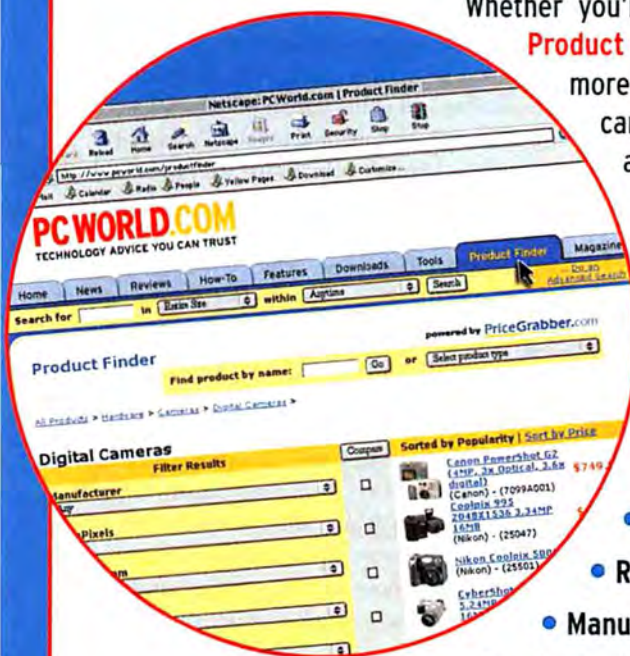 Whether you'
Product
more
can
a
Netscape: PCWorld.com | Product Finder
Reload Home Search Netscape Images Print Security Shop Stop
http://www.pcworld.com/productfinder
Calendar Radio People Yellow Pages Download Customize...
PCWORLD.COM
TECHNOLOGY ADVICE YOU CAN TRUST
Home News Reviews How-To Features Downloads Tools Product Finder Magazine
Search for in Entire Site within Anytime Search Do an Advanced Search
powered by PriceGrabber.com
Product Finder
Find product by name: Go or Select product type
All Products > Hardware > Cameras > Digital Cameras >
Digital Cameras
Filter Results
Compare
Sorted by Popularity | Sort by Price
Manufacturer
Pixels
Canon PowerShot G2
(4MP, 2x Optical, 3.6x
digital)
(Canon) - (7099A001)
$749.
Coolpix 995
2048X1536 3.34MP
16MB
(Nikon) - (25047)
Nikon Coolpix 500
(Nikon) - (25501)
CyberShot
5.24MP
16M
• R
• Manu